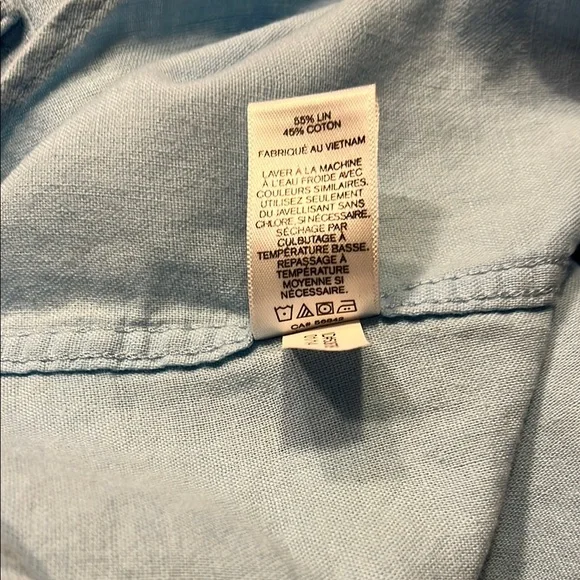 55% LIN
45% COTON
FABRIQUÉ AU VIETNAM
LAVER À LA MACHINE
À L'EAU FROIDE AVEC
COULEURS SIMILAIRES.
UTILISEZ SEULEMENT
DU JAVELLISANT SANS
CHLORE, SI NÉCESSAIRE.
SÉCHAGE PAR
CULBUTAGE À
TEMPÉRATURE BASSE.
REPASSAGE À
TEMPÉRATURE
MOYENNE SI
NÉCESSAIRE.